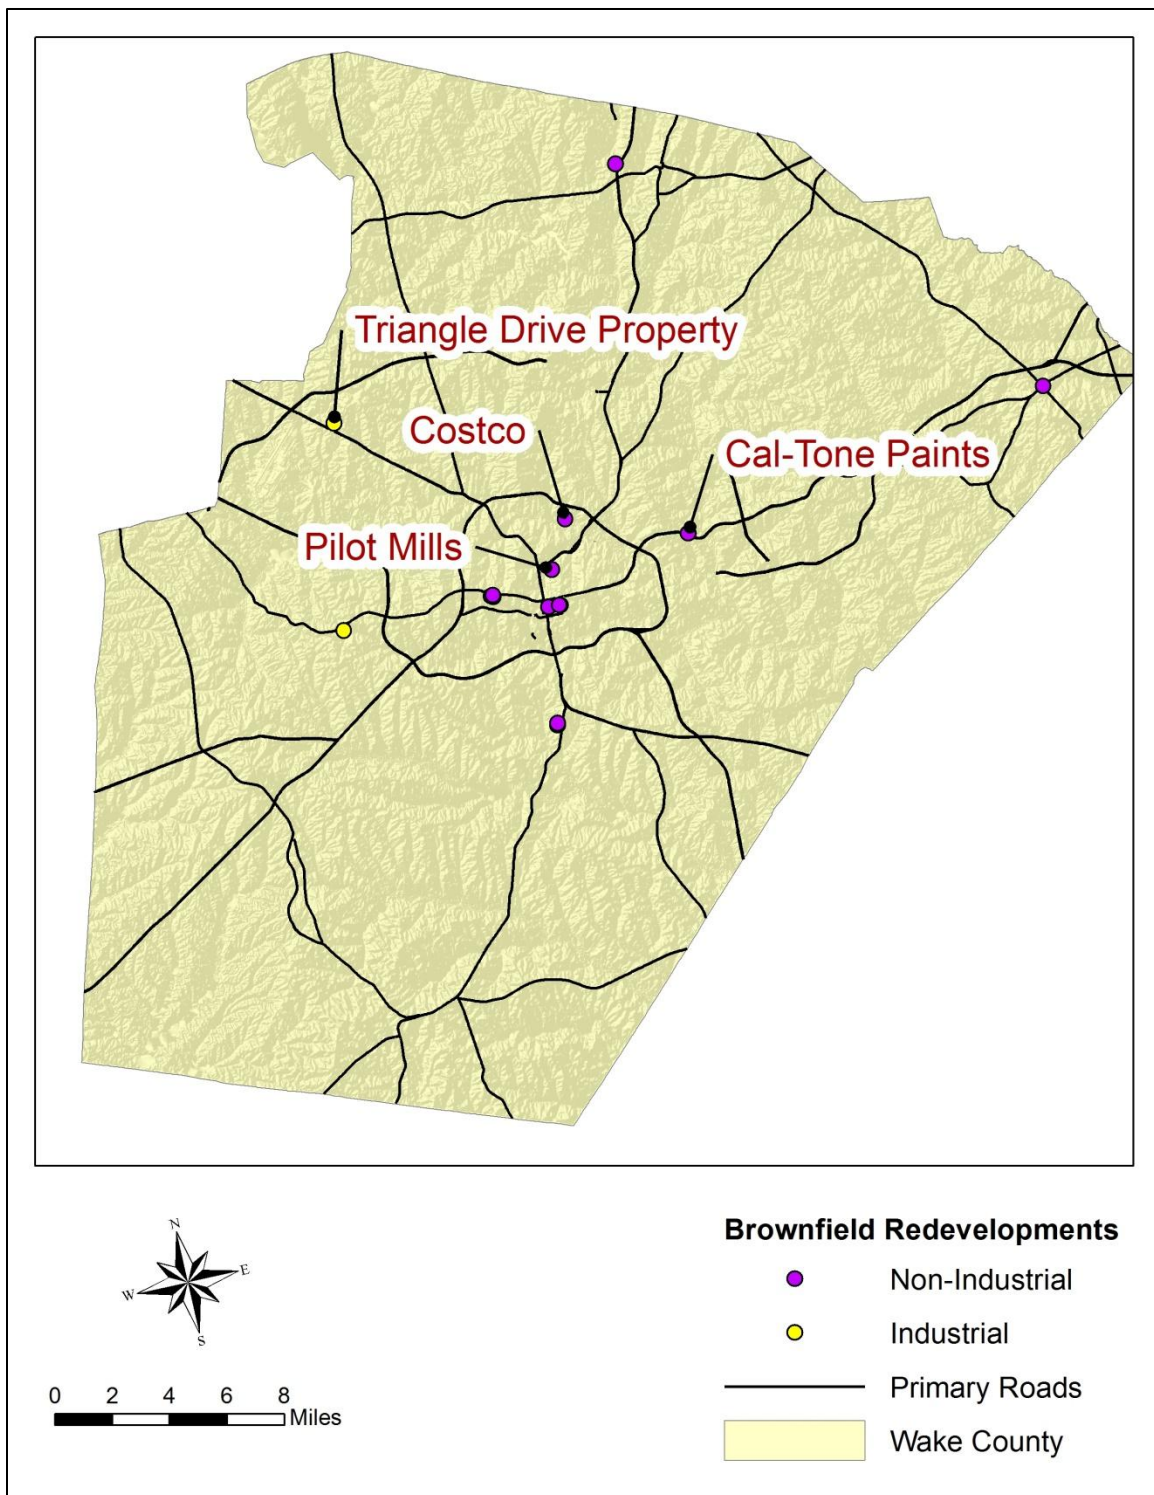 Triangle Drive Property
Costco
Cal-Tone Paints
Pilot Mills
N
E
W
S
0 2 4 6 8
Miles
Brownfield Redevelopments
Non-Industrial
Industrial
Primary Roads
Wake County